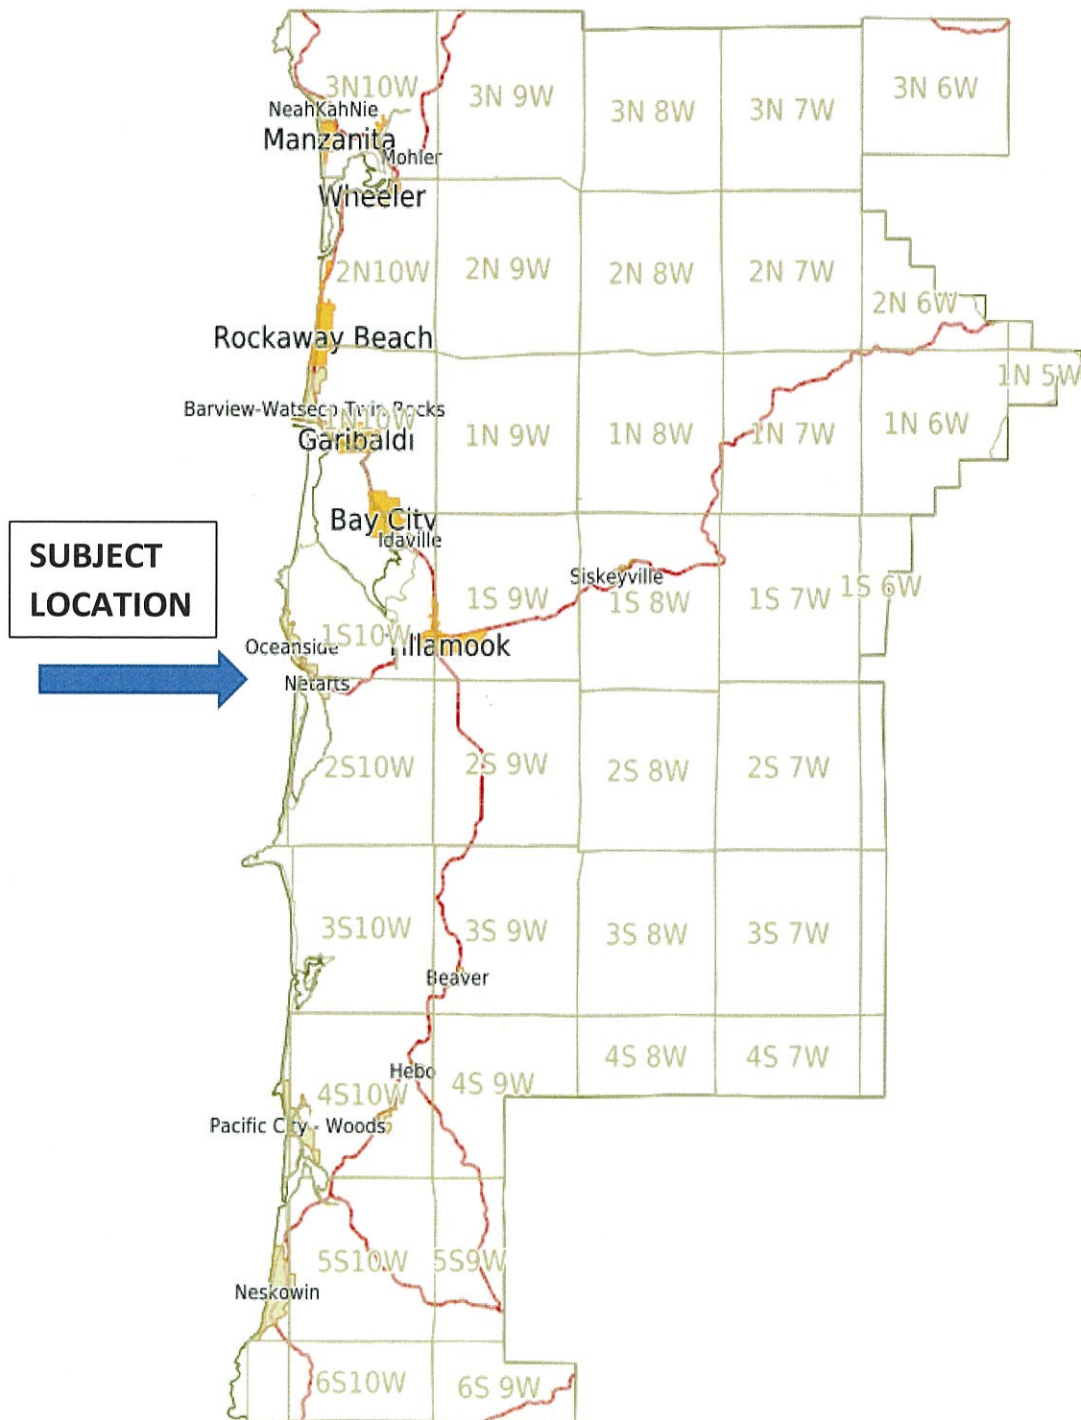 3N10W
3N 9W
3N 8W
3N 7W
3N 6W
NeahKahNie
Manzanita
Mohler
Wheeler
2N10W
2N 9W
2N 8W
2N 7W
2N 6W
Rockaway Beach
1N 5W
Barview-Watseco Twin Rocks
1N10W
Garibaldi
1N 9W
1N 8W
1N 7W
1N 6W
Bay City
Idaville
SUBJECT
LOCATION
Siskeyville
1S 9W
1S 8W
1S 7W
1S 6W
Oceanside
1S10W
Tillamook
Netarts
2S10W
2S 9W
2S 8W
2S 7W
3S10W
3S 9W
3S 8W
3S 7W
Beaver
4S 8W
4S 7W
Hebo
4S10W
4S 9W
Pacific City - Woods
5S10W
5S9W
Neskowin
6S10W
6S 9W